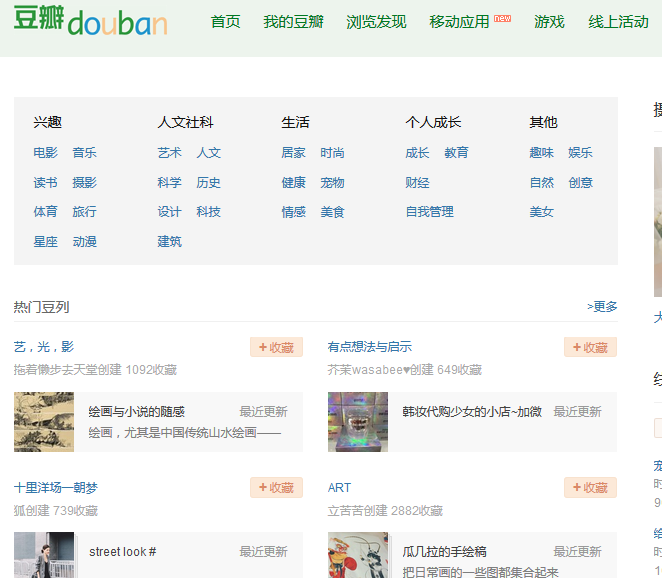 豆瓣douban 首页 我的豆瓣 浏览发现 移动应用 new 游戏 线上活动
兴趣 人文社科 生活 个人成长 其他
电影 音乐 艺术 人文 居家 时尚 成长 教育 趣味 娱乐
读书 摄影 科学 历史 健康 宠物 财经 自然 创意
体育 旅行 设计 科技 情感 美食 自我管理 美女
星座 动漫 建筑
热门豆列 >更多
艺，光，影 +收藏 有点想法与启示 +收藏
拖着懒步去天堂创建 1092收藏 芥茉wasabee♥创建 649收藏
绘画与小说的随感 最近更新 韩妆代购少女的小店~加微 最近更新
绘画，尤其是中国传统山水绘画——
十里洋场一朝梦 +收藏 ART +收藏
狐创建 739收藏 立苦苦创建 2882收藏
street look # 最近更新 瓜几拉的手绘稿 最近更新
把日常画的一些图都集合起来